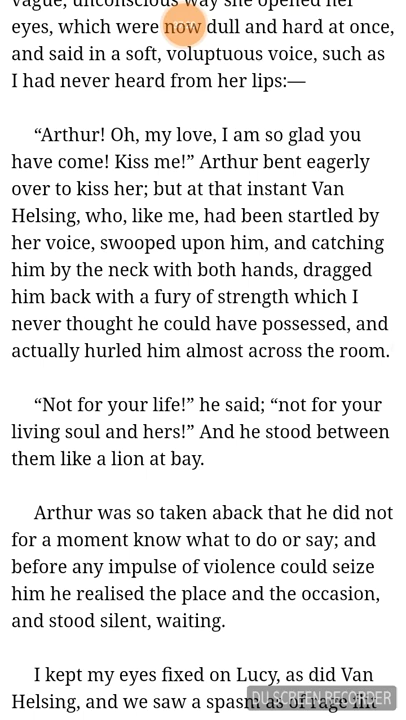 vague, unconscious way she opened her
eyes, which were now dull and hard at once,
and said in a soft, voluptuous voice, such as
I had never heard from her lips:—
“Arthur! Oh, my love, I am so glad you
have come! Kiss me!” Arthur bent eagerly
over to kiss her; but at that instant Van
Helsing, who, like me, had been startled by
her voice, swooped upon him, and catching
him by the neck with both hands, dragged
him back with a fury of strength which I
never thought he could have possessed, and
actually hurled him almost across the room.
“Not for your life!” he said; “not for your
living soul and hers!” And he stood between
them like a lion at bay.
Arthur was so taken aback that he did not
for a moment know what to do or say; and
before any impulse of violence could seize
him he realised the place and the occasion,
and stood silent, waiting.
I kept my eyes fixed on Lucy, as did Van
Helsing, and we saw a spasm as of rage flit
DU SCREEN RECORDER